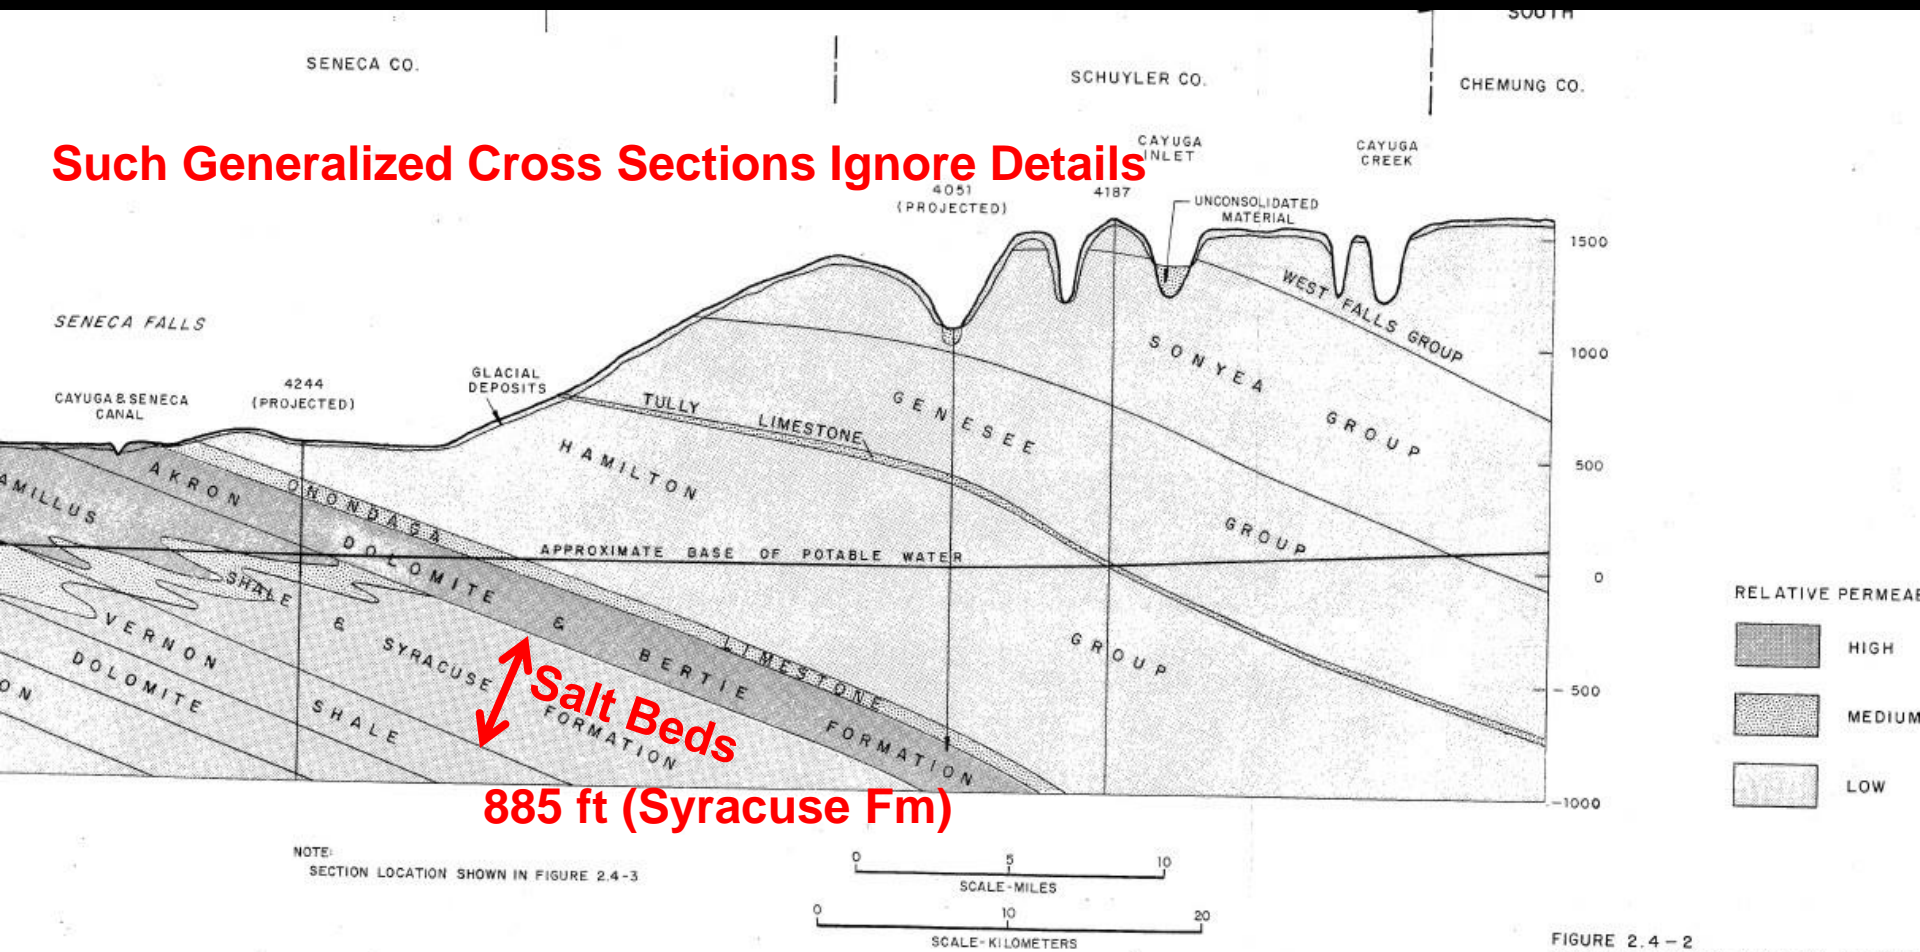 SOUTH
SENECA CO.
SCHUYLER CO.
CHEMUNG CO.
Such Generalized Cross Sections Ignore Details
CAYUGA
INLET
CAYUGA
CREEK
4051
(PROJECTED)
4187
UNCONSOLIDATED
MATERIAL
1500
WEST FALLS GROUP
SENECA FALLS
SONYEA GROUP
1000
GLACIAL
DEPOSITS
4244
(PROJECTED)
CAYUGA & SENECA
CANAL
TULLY LIMESTONE
GENESEE GROUP
HAMILTON GROUP
500
AKRON DOLOMITE & BERTIE FORMATION
ONONDAGA LIMESTONE
AMILLUS SHALE & SYRACUSE FORMATION
APPROXIMATE BASE OF POTABLE WATER
0
VERNON SHALE
DOLOMITE
ON
Salt Beds
-500
885 ft (Syracuse Fm)
-1000
RELATIVE PERMEAB
HIGH
MEDIUM
LOW
NOTE:
SECTION LOCATION SHOWN IN FIGURE 2.4-3
0 5 10
SCALE-MILES
0 10 20
SCALE-KILOMETERS
FIGURE 2.4-2